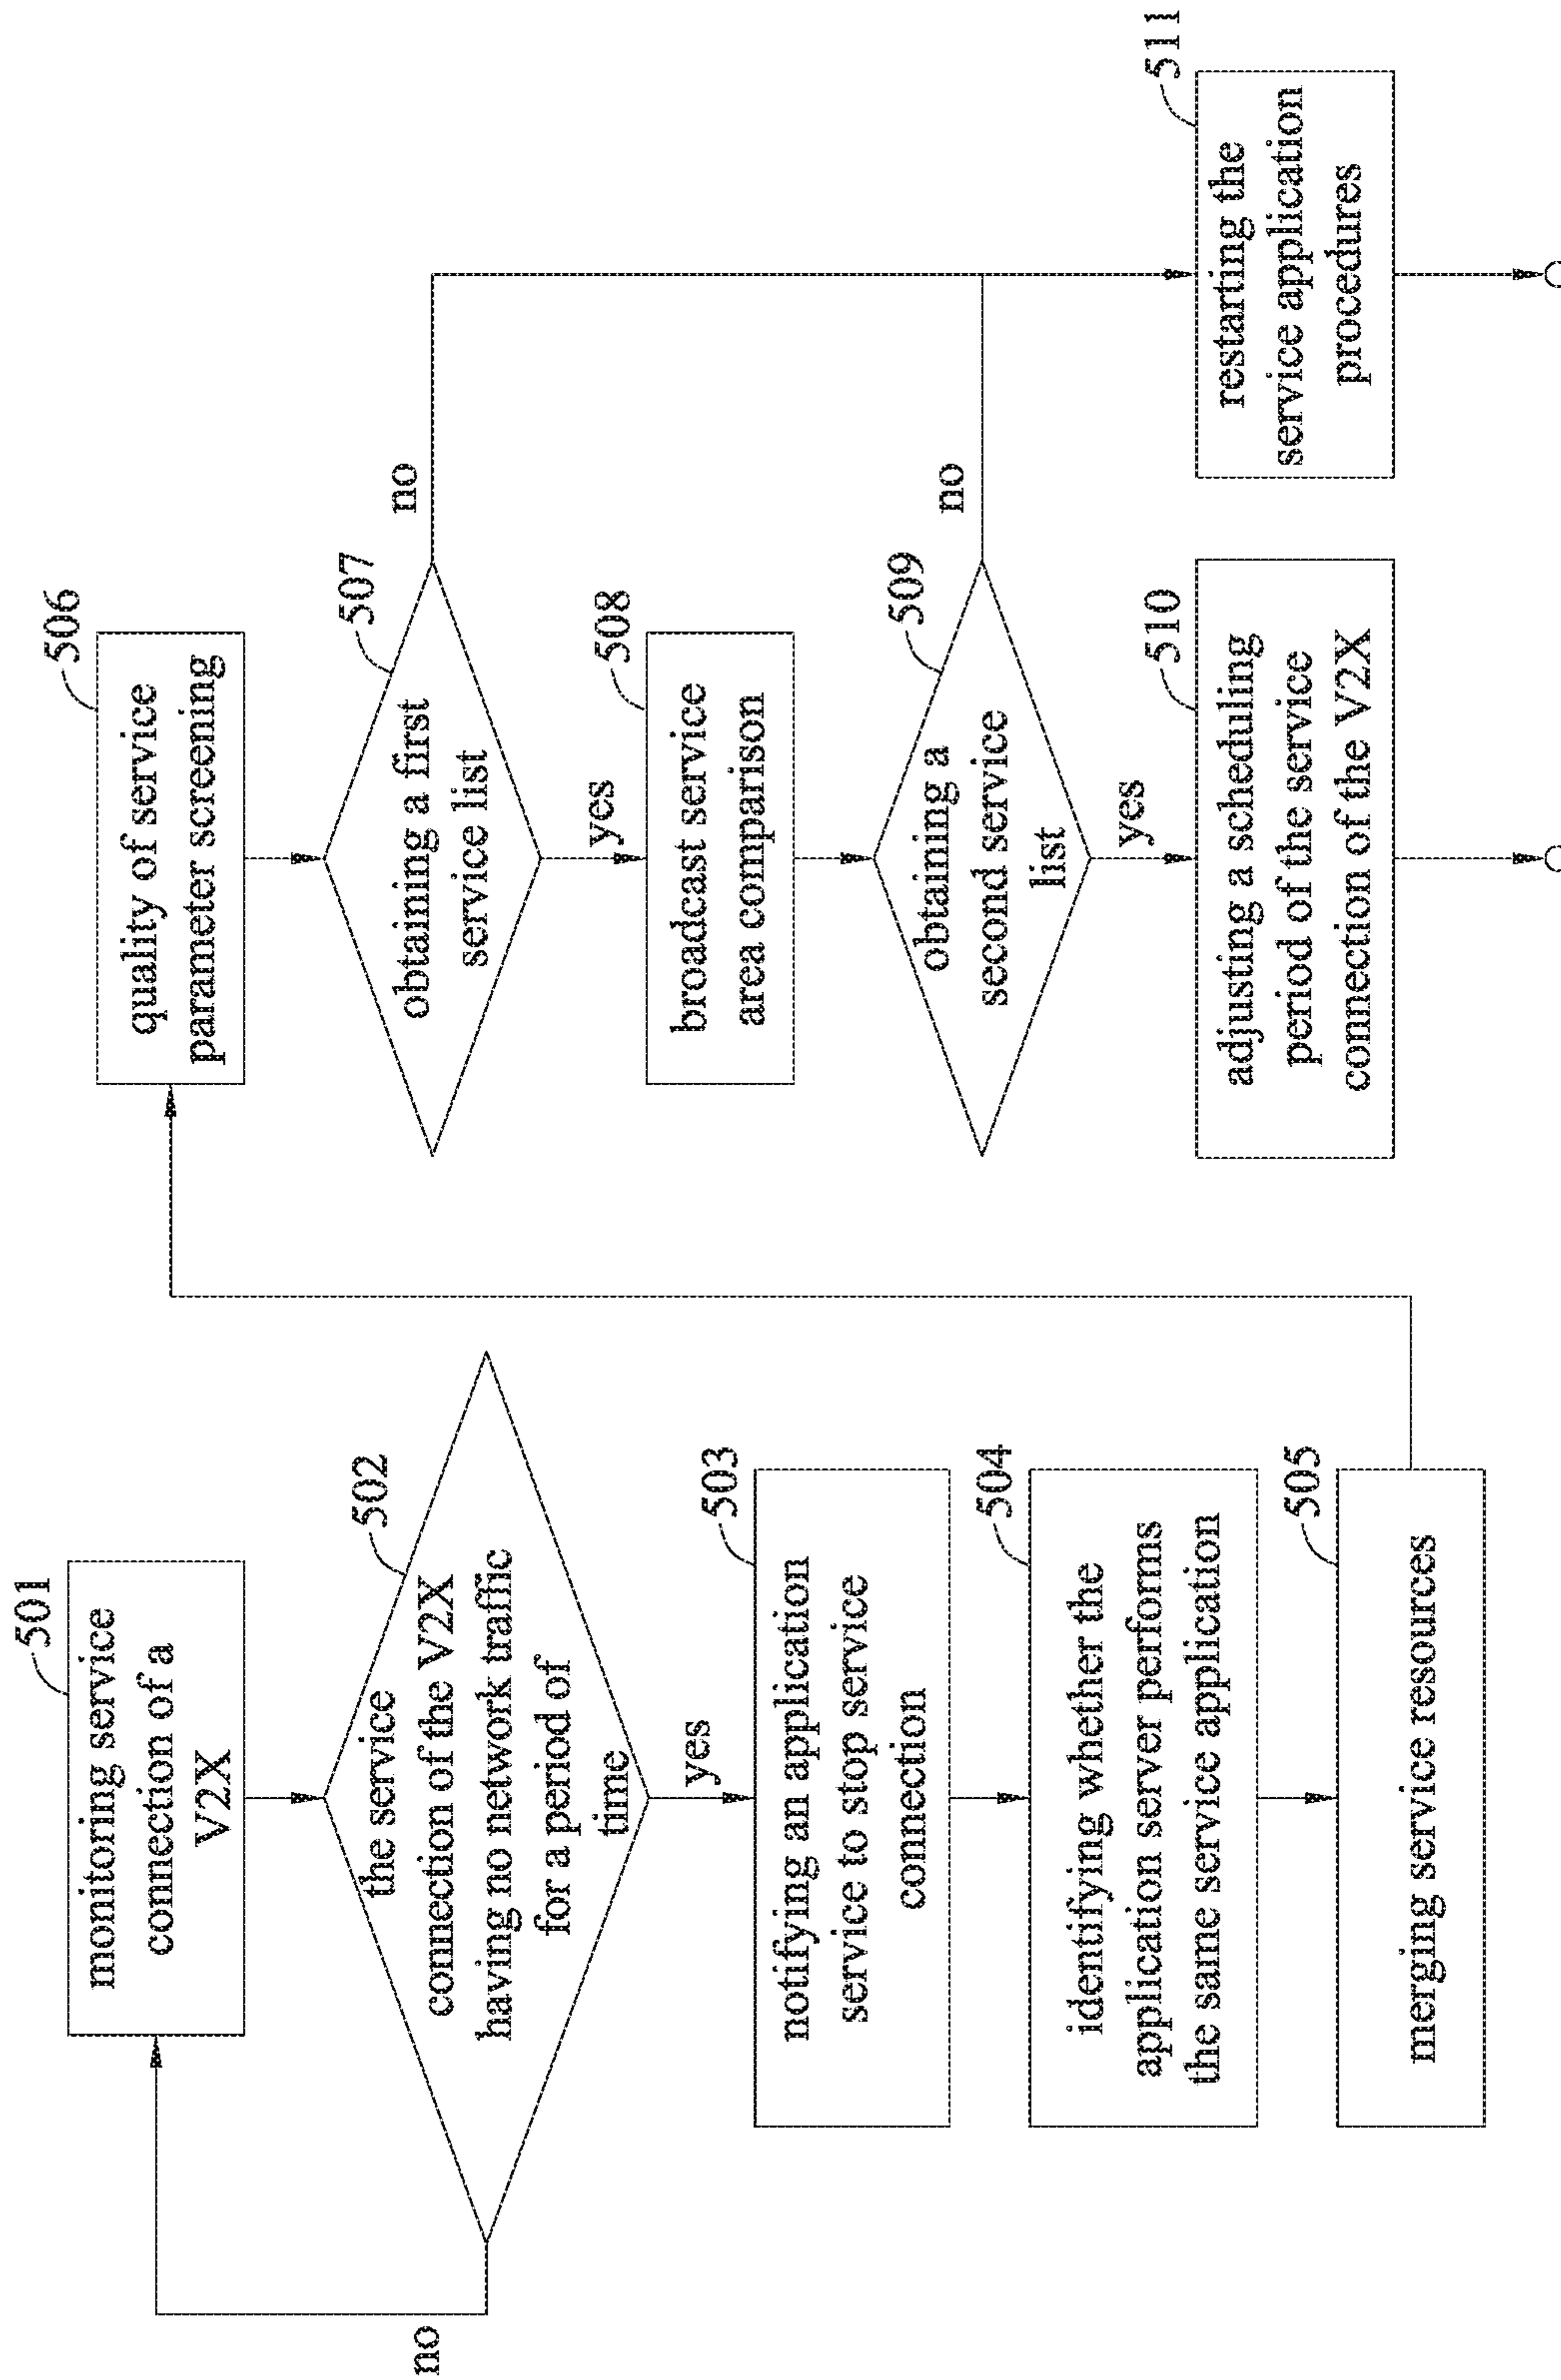 501
monitoring service
connection of a
V2X
502
the service
connection of the V2X
having no network traffic
for a period of
time
no
yes
503
notifying an application
service to stop service
connection
504
identifying whether the
application server performs
the same service application
505
merging service resources
506
quality of service
parameter screening
507
obtaining a first
service list
no
yes
508
broadcast service
area comparison
509
obtaining a
second service
list
no
yes
510
adjusting a scheduling
period of the service
connection of the V2X
511
restarting the
service application
procedures